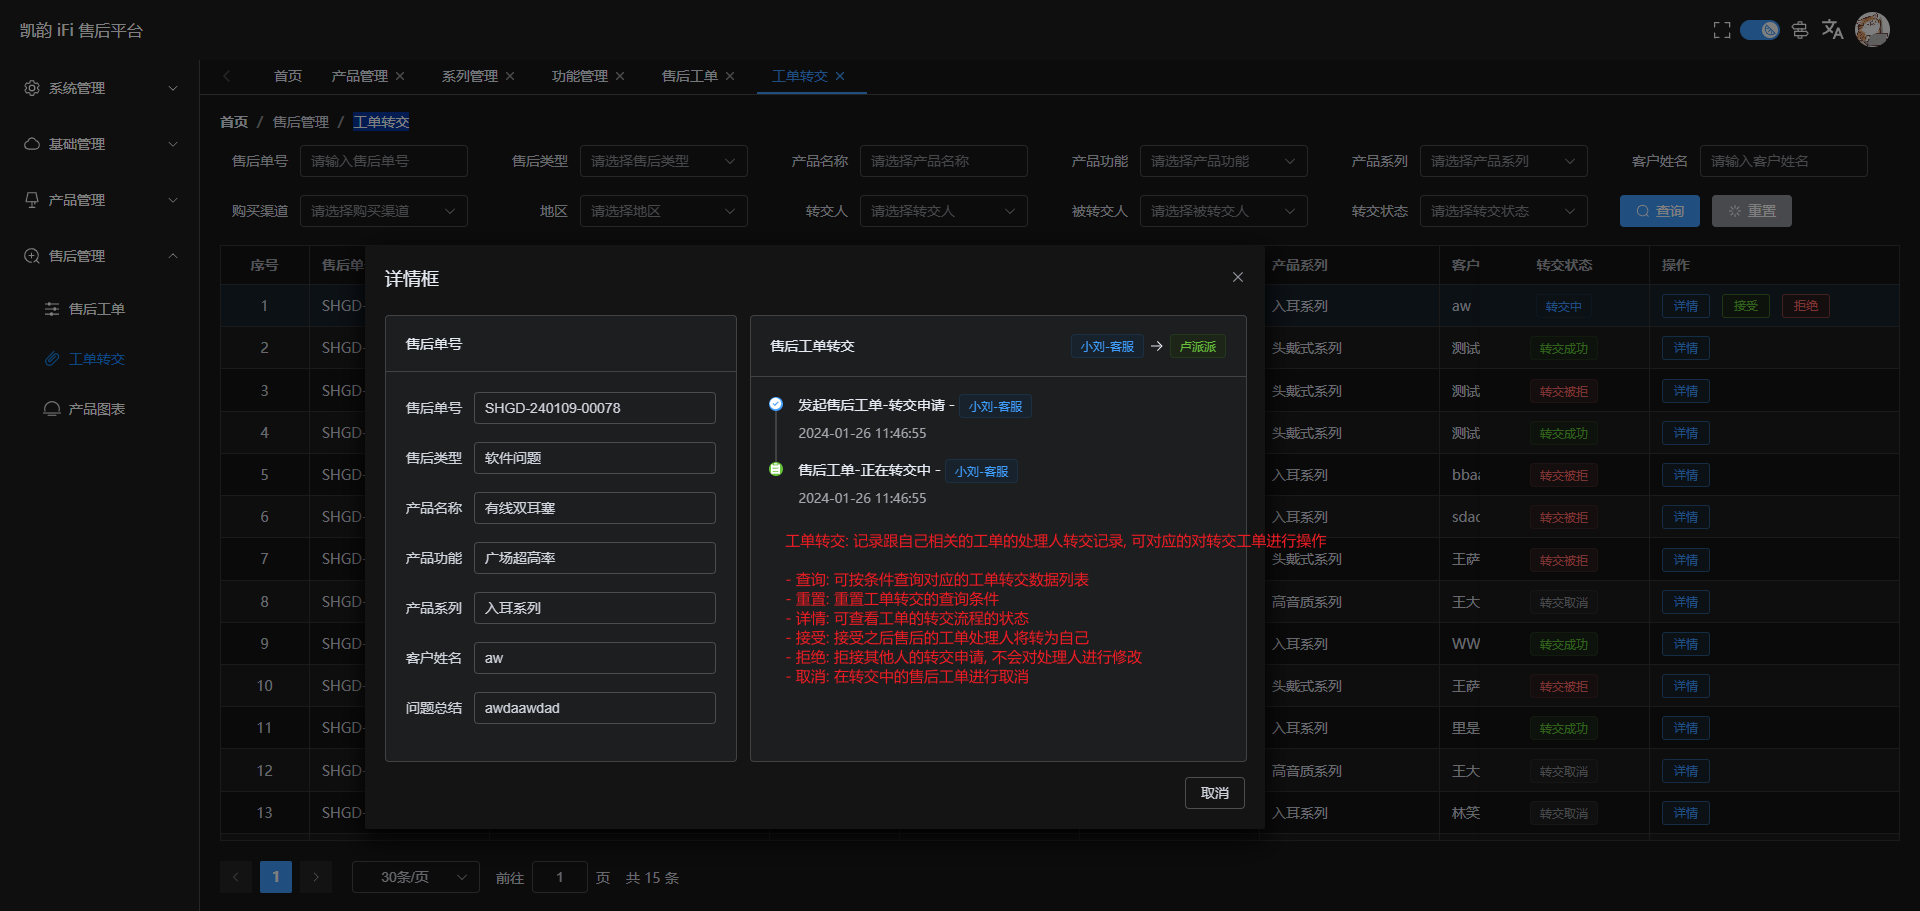 凯韵 iFi 售后平台
系统管理
基础管理
产品管理
售后管理
售后工单
工单转交
产品图表
首页 产品管理 系列管理 功能管理 售后工单 工单转交
首页 / 售后管理 / 工单转交
售后单号 请输入售后单号 售后类型 请选择售后类型 产品名称 请选择产品名称 产品功能 请选择产品功能 产品系列 请选择产品系列 客户姓名 请输入客户姓名
购买渠道 请选择购买渠道 地区 请选择地区 转交人 请选择转交人 被转交人 请选择被转交人 转交状态 请选择转交状态 查询 重置
序号 售后单 产品系列 客户 转交状态 操作
1 SHGD- 入耳系列 aw 转交中 详情 接受 拒绝
2 SHGD- 头戴式系列 测试 转交成功 详情
3 SHGD- 头戴式系列 测试 转交被拒 详情
4 SHGD- 头戴式系列 测试 转交成功 详情
5 SHGD- 入耳系列 bba 转交被拒 详情
6 SHGD- 入耳系列 sda 转交被拒 详情
7 SHGD- 头戴式系列 王萨 转交被拒 详情
8 SHGD- 高音质系列 王大 转交取消 详情
9 SHGD- 入耳系列 WW 转交成功 详情
10 SHGD- 头戴式系列 王萨 转交被拒 详情
11 SHGD- 入耳系列 里是 转交成功 详情
12 SHGD- 高音质系列 王大 转交取消 详情
13 SHGD- 入耳系列 林笑 转交取消 详情
详情框
售后单号
售后单号 SHGD-240109-00078
售后类型 软件问题
产品名称 有线双耳塞
产品功能 广场超高率
产品系列 入耳系列
客户姓名 aw
问题总结 awdaawdad
售后工单转交 小刘-客服 → 卢派派
发起售后工单-转交申请 - 小刘-客服
2024-01-26 11:46:55
售后工单-正在转交中 - 小刘-客服
2024-01-26 11:46:55
工单转交: 记录跟自己相关的工单的处理人转交记录, 可对应的对转交工单进行操作
- 查询: 可按条件查询对应的工单转交数据列表
- 重置: 重置工单转交的查询条件
- 详情: 可查看工单的转交流程的状态
- 接受: 接受之后售后的工单处理人将转为自己
- 拒绝: 拒接其他人的转交申请, 不会对处理人进行修改
- 取消: 在转交中的售后工单进行取消
取消
1 30条/页 前往 1 页 共 15 条